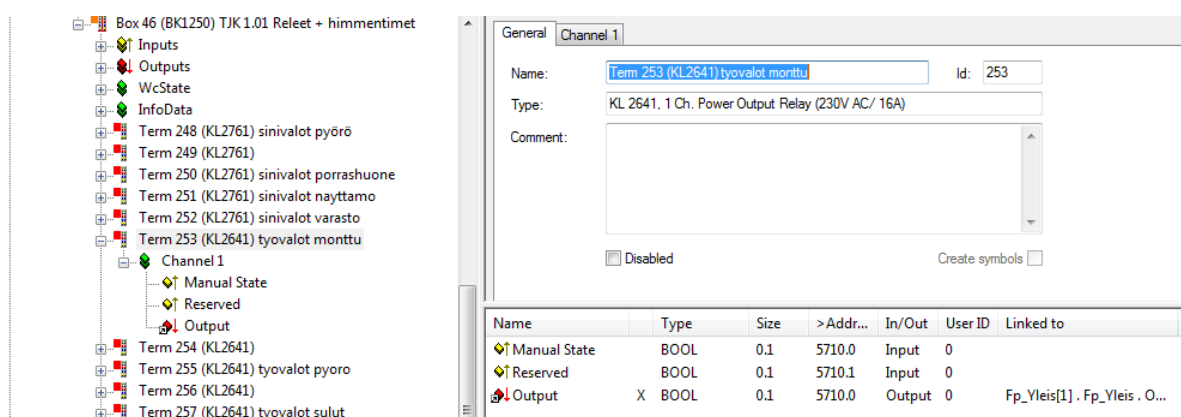 Box 46 (BK1250) TJK 1.01 Releet + himmentimet
Inputs
Outputs
WcState
InfoData
Term 248 (KL2761) sinivalot pyörö
Term 249 (KL2761)
Term 250 (KL2761) sinivalot porrashuone
Term 251 (KL2761) sinivalot nayttamo
Term 252 (KL2761) sinivalot varasto
Term 253 (KL2641) tyovalot monttu
Channel 1
Manual State
Reserved
Output
Term 254 (KL2641)
Term 255 (KL2641) tyovalot pyoro
Term 256 (KL2641)
Term 257 (KL2641) tyovalot sulut
General Channel 1
Name: Term 253 (KL2641) tyovalot monttu Id: 253
Type: KL 2641, 1 Ch. Power Output Relay (230V AC/ 16A)
Comment:
Disabled Create symbols
Name Type Size >Addr... In/Out User ID Linked to
Manual State BOOL 0.1 5710.0 Input 0
Reserved BOOL 0.1 5710.1 Input 0
Output X BOOL 0.1 5710.0 Output 0 Fp_Yleis[1] . Fp_Yleis . O...